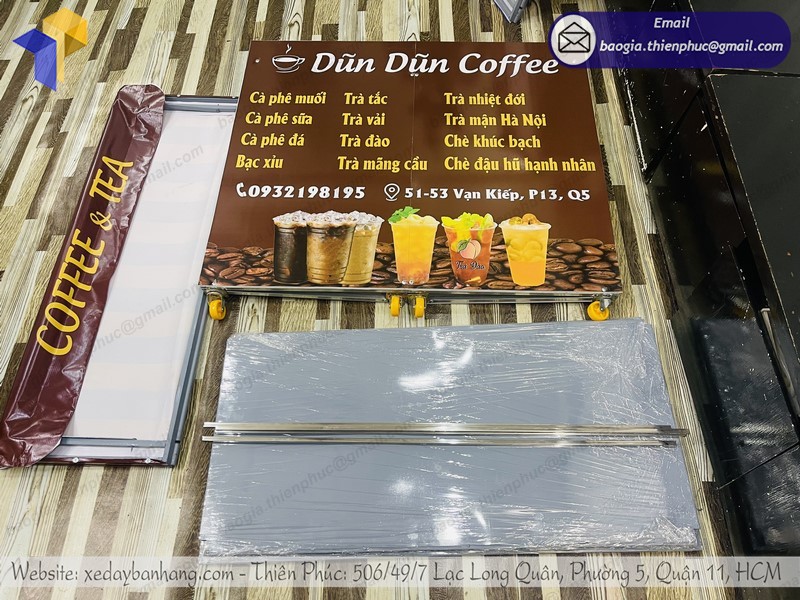 Email
baogia.thienphuc@gmail.com
Dũn Dũn Coffee
Cà phê muối Trà tắc Trà nhiệt đới
Cà phê sữa Trà vải Trà mận Hà Nội
Cà phê đá Trà đào Chè khúc bạch
Bạc xiu Trà mãng cầu Chè đậu hũ hạnh nhân
0932198195 51-53 Vạn Kiếp, P13, Q5
COFFEE & TEA
Website: xedaybanhang.com - Thiên Phúc: 506/49/7 Lạc Long Quân, Phường 5, Quận 11, HCM